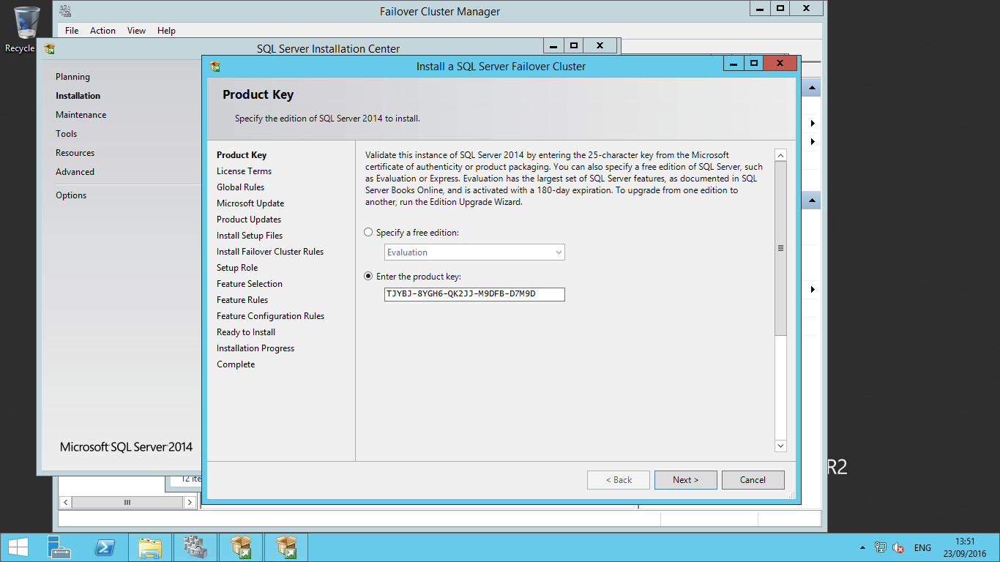 Failover Cluster Manager
File Action View Help
Recycle
SQL Server Installation Center
Install a SQL Server Failover Cluster
Planning
Installation
Maintenance
Tools
Resources
Advanced
Options
Microsoft SQL Server 2014
Product Key
Specify the edition of SQL Server 2014 to install.
Product Key
License Terms
Global Rules
Microsoft Update
Product Updates
Install Setup Files
Install Failover Cluster Rules
Setup Role
Feature Selection
Feature Rules
Feature Configuration Rules
Ready to Install
Installation Progress
Complete
Validate this instance of SQL Server 2014 by entering the 25-character key from the Microsoft
certificate of authenticity or product packaging. You can also specify a free edition of SQL Server, such
as Evaluation or Express. Evaluation has the largest set of SQL Server features, as documented in SQL
Server Books Online, and is activated with a 180-day expiration. To upgrade from one edition to
another, run the Edition Upgrade Wizard.
Specify a free edition:
Evaluation
Enter the product key:
TJYBJ-8YGH6-QK2JJ-M9DFB-D7M9D
< Back Next > Cancel
12 ite
R2
ENG
13:51
23/09/2016